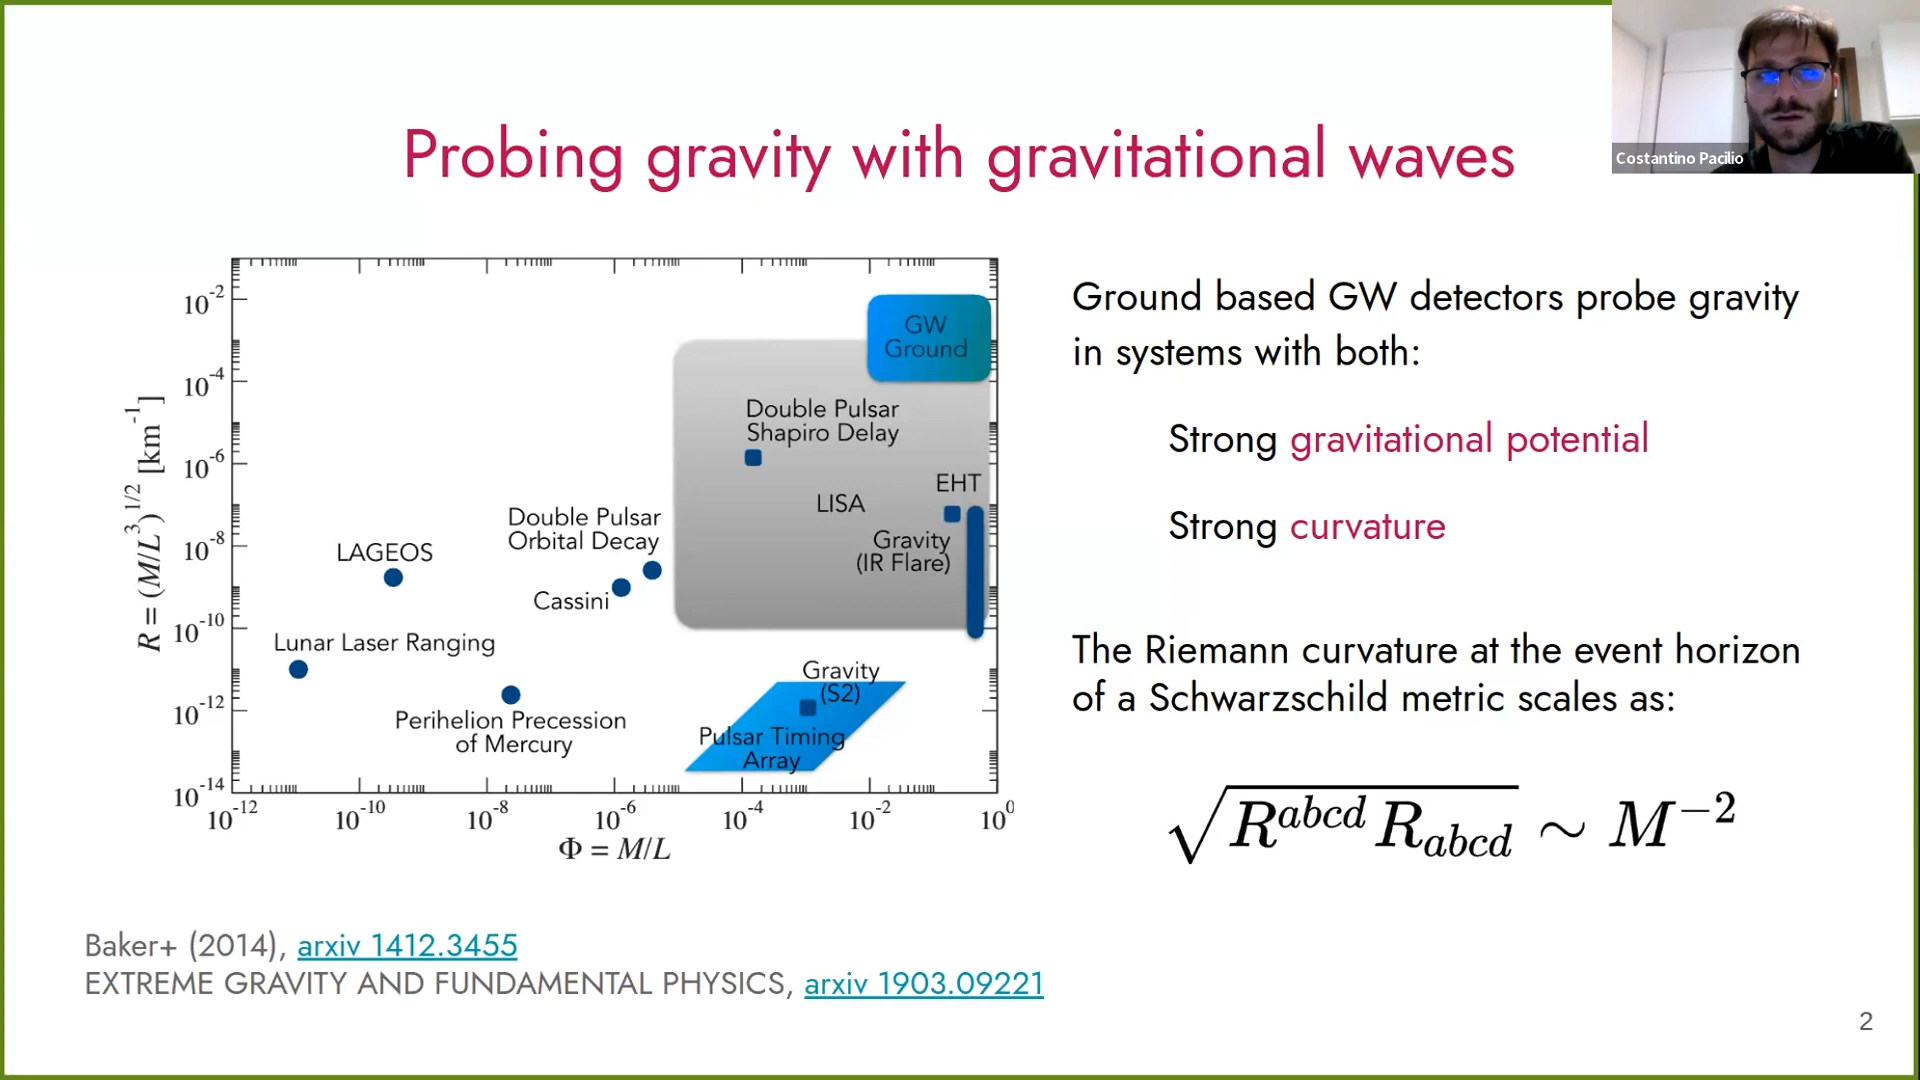 Costantino Pacilio
Probing gravity with gravitational waves
10-2
10-4
10-6
10-8
10-10
10-12
10-14
R = (M/L3)1/2 [km-1]
GW
Ground
Double Pulsar
Shapiro Delay
EHT
LISA
Gravity
(IR Flare)
Double Pulsar
Orbital Decay
LAGEOS
Cassini
Lunar Laser Ranging
Perihelion Precession
of Mercury
Gravity
(S2)
Pulsar Timing
Array
10-12 10-10 10-8 10-6 10-4 10-2 100
Φ = M/L
Ground based GW detectors probe gravity
in systems with both:
Strong gravitational potential
Strong curvature
The Riemann curvature at the event horizon
of a Schwarzschild metric scales as:
√RabcdRabcd ~ M−2
Baker+ (2014), arxiv 1412.3455
EXTREME GRAVITY AND FUNDAMENTAL PHYSICS, arxiv 1903.09221
2